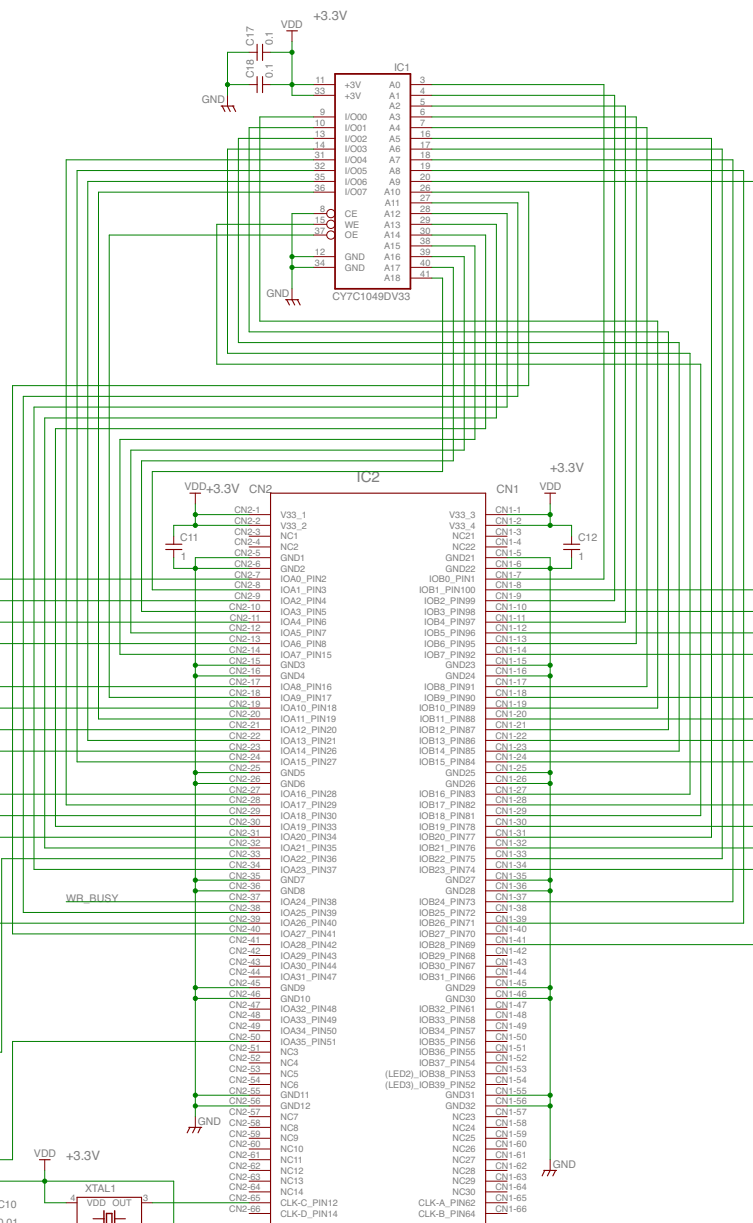 +3.3V
VDD
C17
0.1
C18
0.1
GND
IC1
11 +3V A0 3
33 +3V A1 4
A2 5
9 I/O00 A3 6
10 I/O01 A4 7
13 I/O02 A5 16
14 I/O03 A6 17
31 I/O04 A7 18
32 I/O05 A8 19
35 I/O06 A9 20
36 I/O07 A10 26
A11 27
8 CE A12 28
15 WE A13 29
37 OE A14 30
A15 38
12 GND A16 39
34 GND A17 40
A18 41
GND
CY7C1049DV33
+3.3V
VDD +3.3V CN2 IC2 CN1 VDD
CN2-1 V33_1 V33_3 CN1-1
CN2-2 V33_2 V33_4 CN1-2
CN2-3 NC1 NC21 CN1-3
CN2-4 NC2 NC22 CN1-4
C11
1
C12
1
CN2-5 GND1 GND21 CN1-5
CN2-6 GND2 GND22 CN1-6
CN2-7 IOA0_PIN2 IOB0_PIN1 CN1-7
CN2-8 IOA1_PIN3 IOB1_PIN100 CN1-8
CN2-9 IOA2_PIN4 IOB2_PIN99 CN1-9
CN2-10 IOA3_PIN5 IOB3_PIN98 CN1-10
CN2-11 IOA4_PIN6 IOB4_PIN97 CN1-11
CN2-12 IOA5_PIN7 IOB5_PIN96 CN1-12
CN2-13 IOA6_PIN8 IOB6_PIN95 CN1-13
CN2-14 IOA7_PIN15 IOB7_PIN92 CN1-14
CN2-15 GND3 GND23 CN1-15
CN2-16 GND4 GND24 CN1-16
CN2-17 IOA8_PIN16 IOB8_PIN91 CN1-17
CN2-18 IOA9_PIN17 IOB9_PIN90 CN1-18
CN2-19 IOA10_PIN18 IOB10_PIN89 CN1-19
CN2-20 IOA11_PIN19 IOB11_PIN88 CN1-20
CN2-21 IOA12_PIN20 IOB12_PIN87 CN1-21
CN2-22 IOA13_PIN21 IOB13_PIN86 CN1-22
CN2-23 IOA14_PIN26 IOB14_PIN85 CN1-23
CN2-24 IOA15_PIN27 IOB15_PIN84 CN1-24
CN2-25 GND5 GND25 CN1-25
CN2-26 GND6 GND26 CN1-26
CN2-27 IOA16_PIN28 IOB16_PIN83 CN1-27
CN2-28 IOA17_PIN29 IOB17_PIN82 CN1-28
CN2-29 IOA18_PIN30 IOB18_PIN81 CN1-29
CN2-30 IOA19_PIN33 IOB19_PIN78 CN1-30
CN2-31 IOA20_PIN34 IOB20_PIN77 CN1-31
CN2-32 IOA21_PIN35 IOB21_PIN76 CN1-32
CN2-33 IOA22_PIN36 IOB22_PIN75 CN1-33
CN2-34 IOA23_PIN37 IOB23_PIN74 CN1-34
CN2-35 GND7 GND27 CN1-35
CN2-36 GND8 GND28 CN1-36
WR_BUSY CN2-37 IOA24_PIN38 IOB24_PIN73 CN1-37
CN2-38 IOA25_PIN39 IOB25_PIN72 CN1-38
CN2-39 IOA26_PIN40 IOB26_PIN71 CN1-39
CN2-40 IOA27_PIN41 IOB27_PIN70 CN1-40
CN2-41 IOA28_PIN42 IOB28_PIN69 CN1-41
CN2-42 IOA29_PIN43 IOB29_PIN68 CN1-42
CN2-43 IOA30_PIN44 IOB30_PIN67 CN1-43
CN2-44 IOA31_PIN47 IOB31_PIN66 CN1-44
CN2-45 GND9 GND29 CN1-45
CN2-46 GND10 GND30 CN1-46
CN2-47 IOA32_PIN48 IOB32_PIN61 CN1-47
CN2-48 IOA33_PIN49 IOB33_PIN58 CN1-48
CN2-49 IOA34_PIN50 IOB34_PIN57 CN1-49
CN2-50 IOA35_PIN51 IOB35_PIN56 CN1-50
CN2-51 NC3 IOB36_PIN55 CN1-51
CN2-52 NC4 IOB37_PIN54 CN1-52
CN2-53 NC5 (LED2)_IOB38_PIN53 CN1-53
CN2-54 NC6 (LED3)_IOB39_PIN52 CN1-54
CN2-55 GND11 GND31 CN1-55
CN2-56 GND12 GND32 CN1-56
CN2-57 NC7 NC23 CN1-57
GND CN2-58 NC8 NC24 CN1-58
CN2-59 NC9 NC25 CN1-59
CN2-60 NC10 NC26 CN1-60
CN2-61 NC11 NC27 CN1-61
CN2-62 NC12 NC28 CN1-62 GND
CN2-63 NC13 NC29 CN1-63
CN2-64 NC14 NC30 CN1-64
CN2-65 CLK-C_PIN12 CLK-A_PIN62 CN1-65
CN2-66 CLK-D_PIN14 CLK-B_PIN64 CN1-66
VDD +3.3V
XTAL1
4 VDD OUT 3
C10